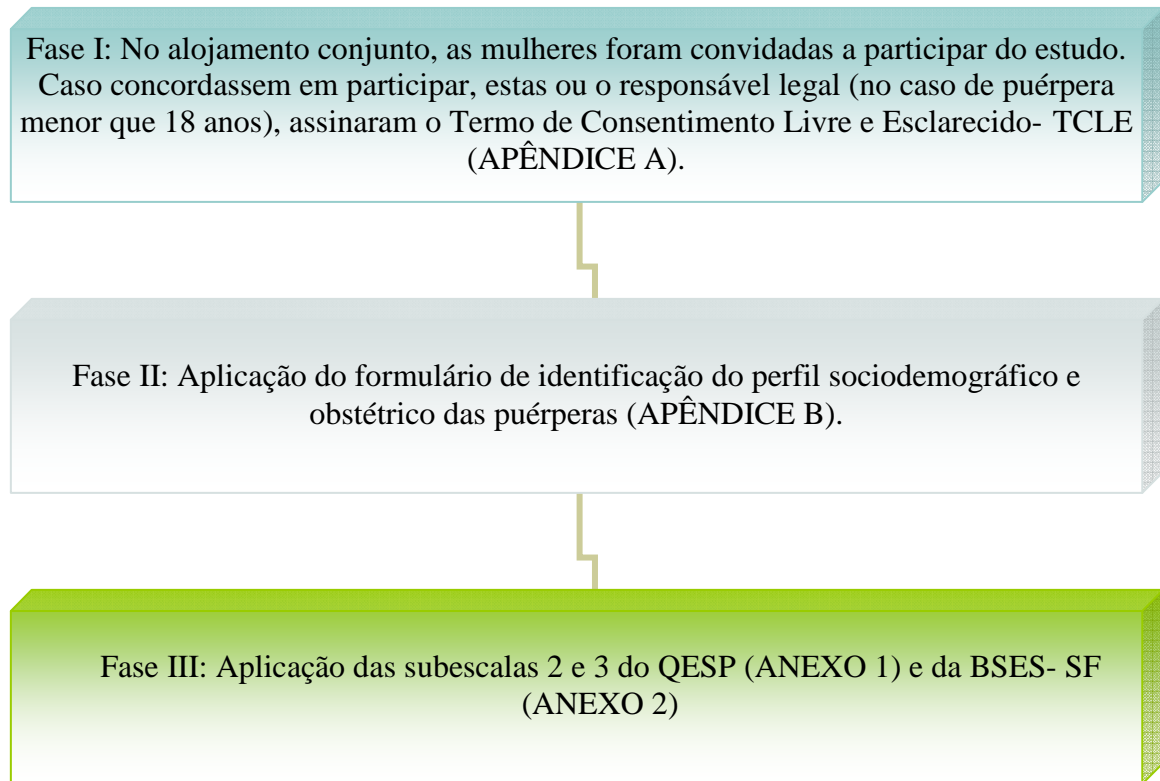 Fase I: No alojamento conjunto, as mulheres foram convidadas a participar do estudo.
Caso concordassem em participar, estas ou o responsável legal (no caso de puérpera
menor que 18 anos), assinaram o Termo de Consentimento Livre e Esclarecido- TCLE
(APÊNDICE A).
Fase II: Aplicação do formulário de identificação do perfil sociodemográfico e
obstétrico das puérperas (APÊNDICE B).
Fase III: Aplicação das subescalas 2 e 3 do QESP (ANEXO 1) e da BSES- SF
(ANEXO 2)